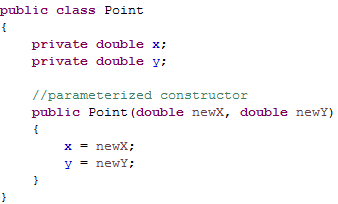 public class Point
{
    private double x;
    private double y;

    //parameterized constructor
    public Point(double newX, double newY)
    {
        x = newX;
        y = newY;
    }
}